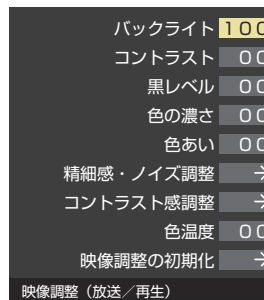 バックライト 100
コントラスト 00
黒レベル 00
色の濃さ 00
色あい 00
精細感・ノイズ調整 →
コントラスト感調整 →
色温度 00
映像調整の初期化 →
映像調整（放送／再生）